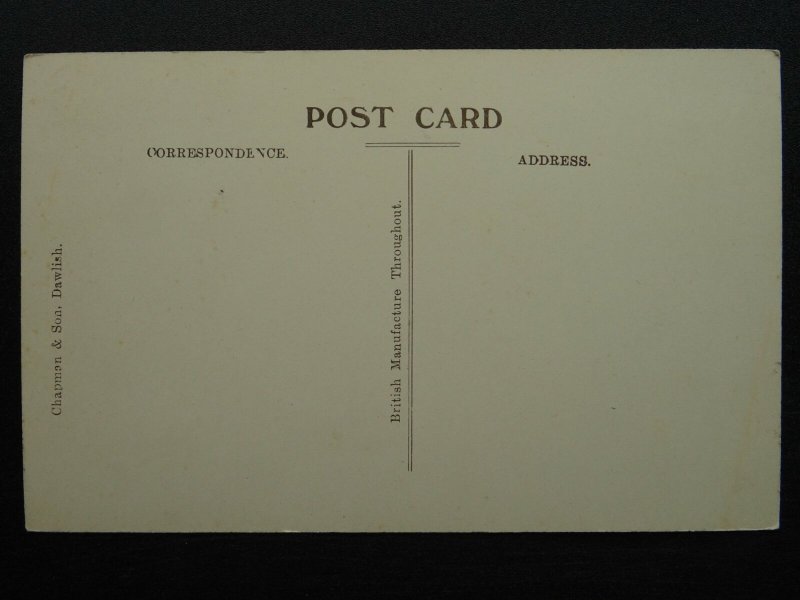 POST CARD
CORRESPONDENCE.
ADDRESS.
Chapman & Son, Dawlish.
British Manufacture Throughout.